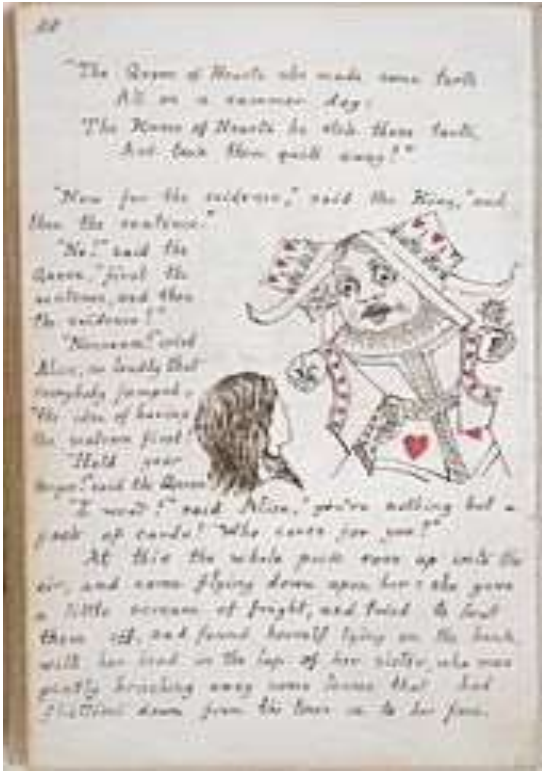 88
"The Queen of Hearts she made some tarts
All on a summer day:
The Knave of Hearts he stole those tarts,
And took them quite away!"
"Now for the evidence," said the King, "and
then the sentence."
"No!" said the
Queen, "first the
sentence, and then
the evidence!"
"Nonsense!" cried
Alice, so loudly that
everybody jumped,
"the idea of having
the sentence first!"
"Hold your
tongue!" said the Queen.
"I won't!" said Alice, "you're nothing but a
pack of cards! Who cares for you?"
At this the whole pack rose up into the
air, and came flying down upon her: she gave
a little scream of fright, and tried to beat
them off, and found herself lying on the bank,
with her head in the lap of her sister, who was
gently brushing away some leaves that had
fluttered down from the trees on to her face.